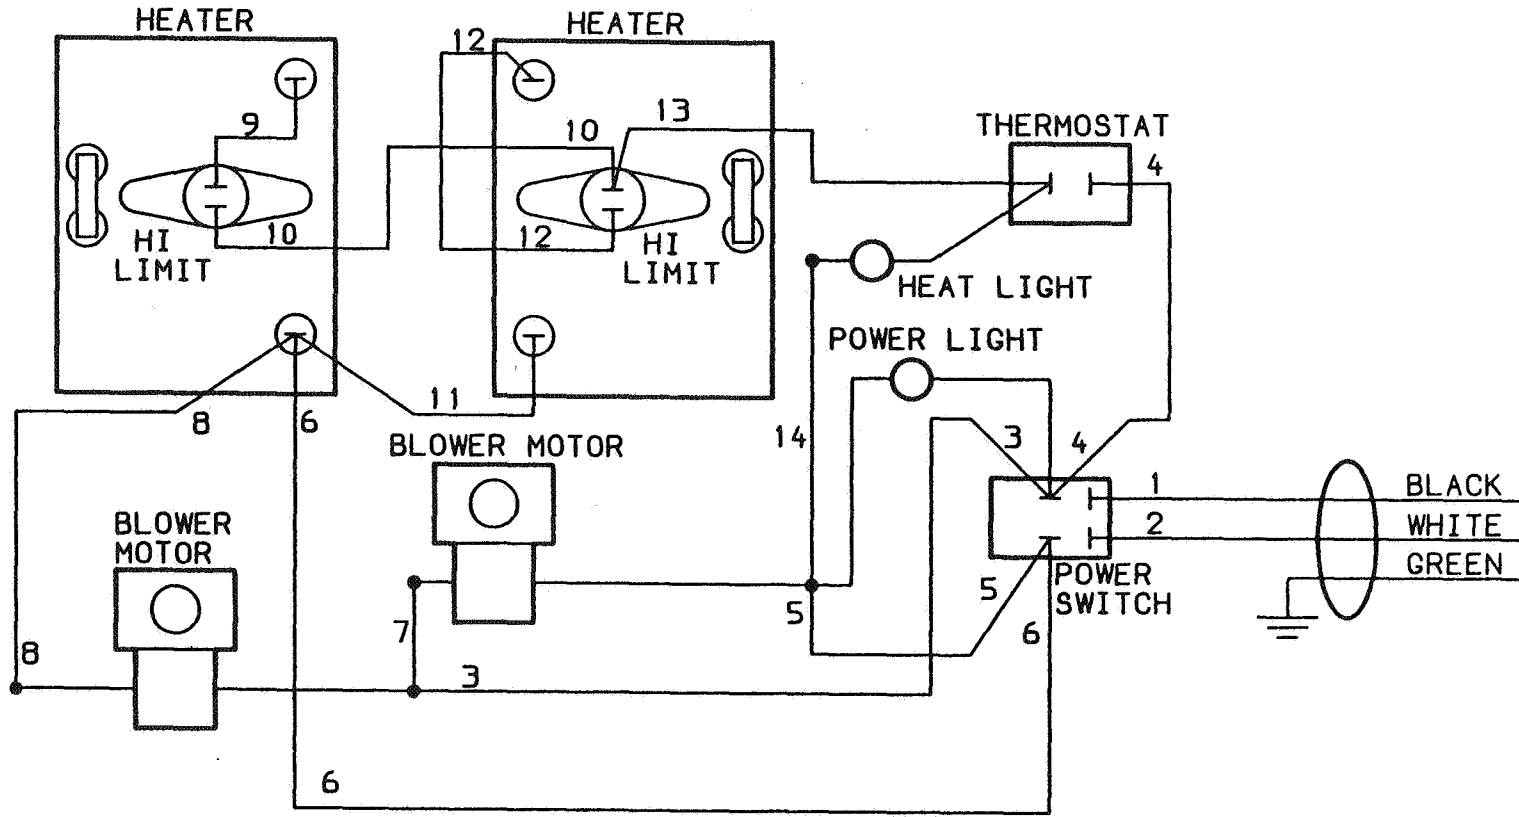 HEATER
HEATER
12
13
THERMOSTAT
9
10
4
HI
LIMIT
10
12
HI
LIMIT
HEAT LIGHT
POWER LIGHT
8
6
11
BLOWER MOTOR
14
3
4
1
BLACK
2
WHITE
GREEN
BLOWER
MOTOR
5
POWER
SWITCH
5
6
7
8
3
6